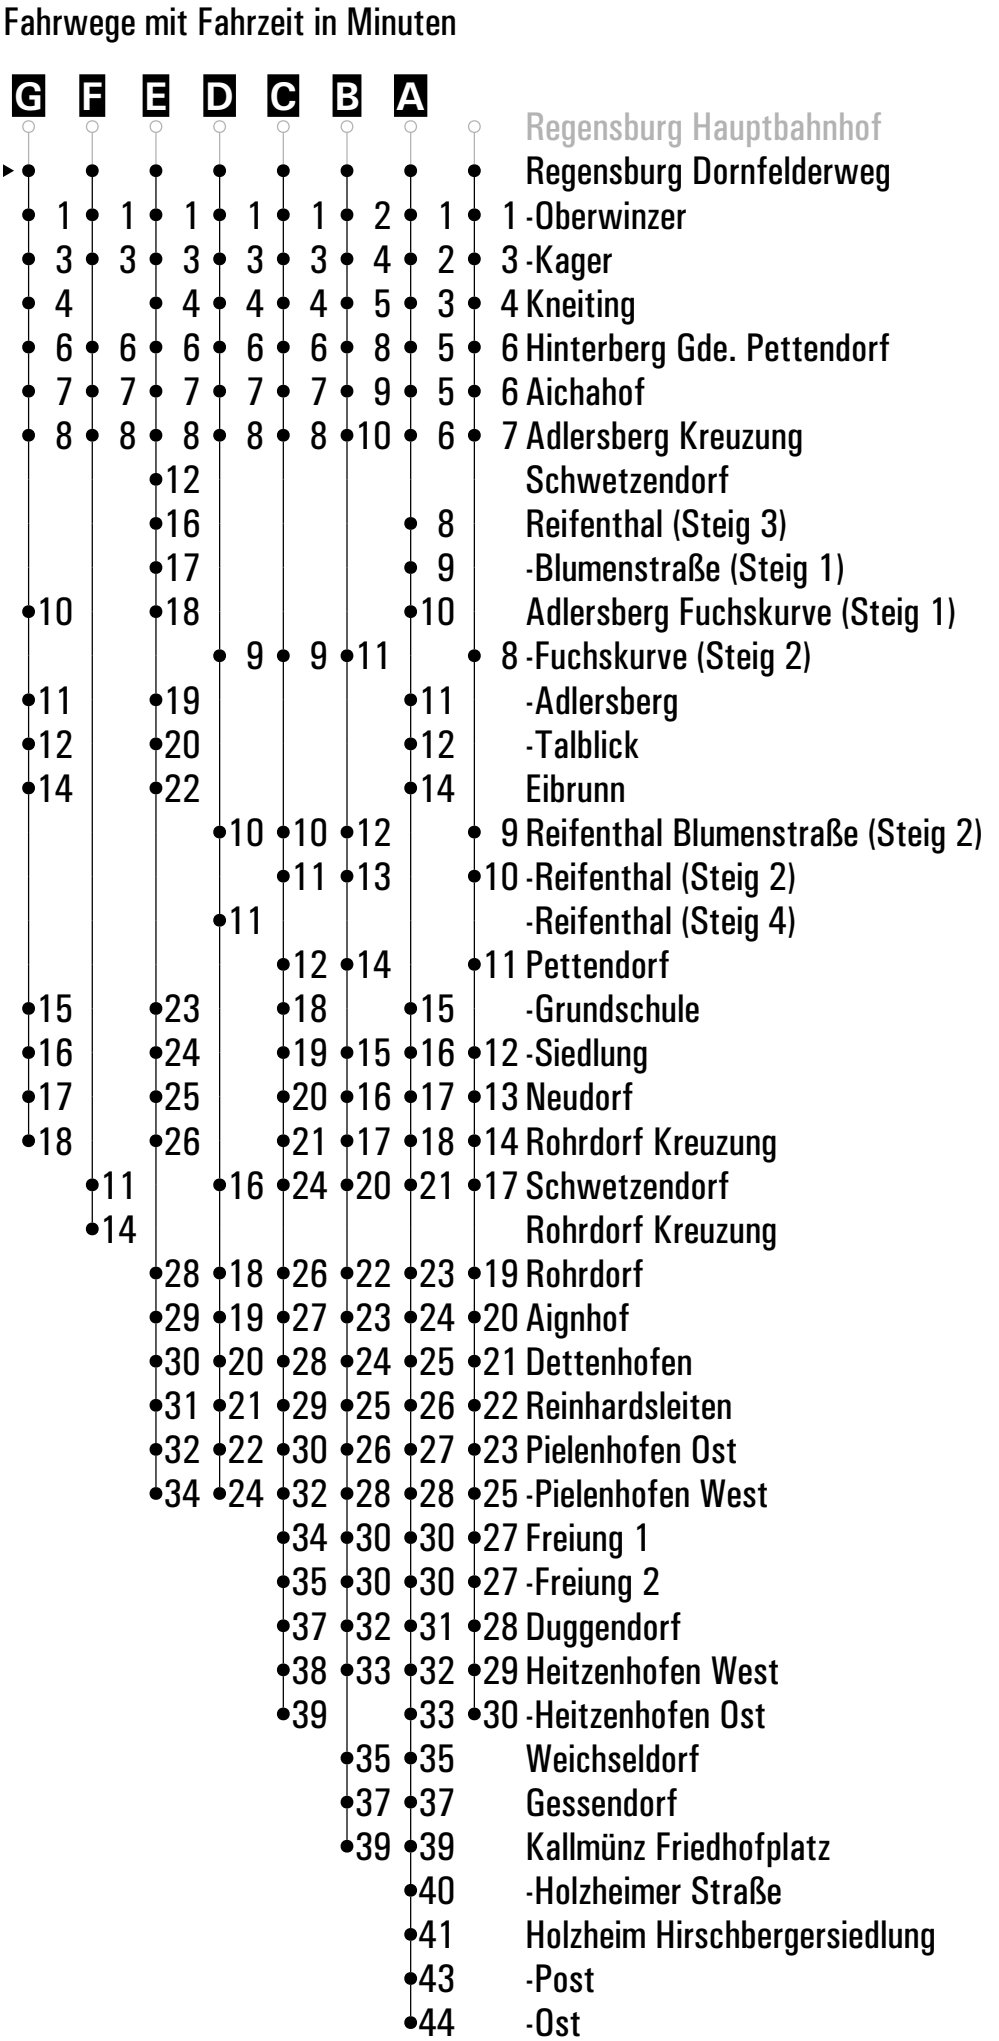 Fahrwege mit Fahrzeit in Minuten
G F E D C B A
Regensburg Hauptbahnhof
Regensburg Dornfelderweg
1 1 1 1 1 2 1 1 -Oberwinzer
3 3 3 3 3 4 2 3 -Kager
4 4 4 4 5 3 4 Kneiting
6 6 6 6 6 8 5 6 Hinterberg Gde. Pettendorf
7 7 7 7 7 9 5 6 Aichahof
8 8 8 8 8 10 6 7 Adlersberg Kreuzung
12 Schwetzendorf
16 8 Reifenthal (Steig 3)
17 9 -Blumenstraße (Steig 1)
10 18 10 Adlersberg Fuchskurve (Steig 1)
9 9 11 8 -Fuchskurve (Steig 2)
11 19 11 -Adlersberg
12 20 12 -Talblick
14 22 14 Eibrunn
10 10 12 9 Reifenthal Blumenstraße (Steig 2)
11 13 10 -Reifenthal (Steig 2)
11 -Reifenthal (Steig 4)
12 14 11 Pettendorf
15 23 18 15 -Grundschule
16 24 19 15 16 12 -Siedlung
17 25 20 16 17 13 Neudorf
18 26 21 17 18 14 Rohrdorf Kreuzung
11 16 24 20 21 17 Schwetzendorf
14 Rohrdorf Kreuzung
28 18 26 22 23 19 Rohrdorf
29 19 27 23 24 20 Aignhof
30 20 28 24 25 21 Dettenhofen
31 21 29 25 26 22 Reinhardsleiten
32 22 30 26 27 23 Pielenhofen Ost
34 24 32 28 28 25 -Pielenhofen West
34 30 30 27 Freiung 1
35 30 30 27 -Freiung 2
37 32 31 28 Duggendorf
38 33 32 29 Heitzenhofen West
39 33 30 -Heitzenhofen Ost
35 35 Weichseldorf
37 37 Gessendorf
39 39 Kallmünz Friedhofplatz
40 -Holzheimer Straße
41 Holzheim Hirschbergersiedlung
43 -Post
44 -Ost